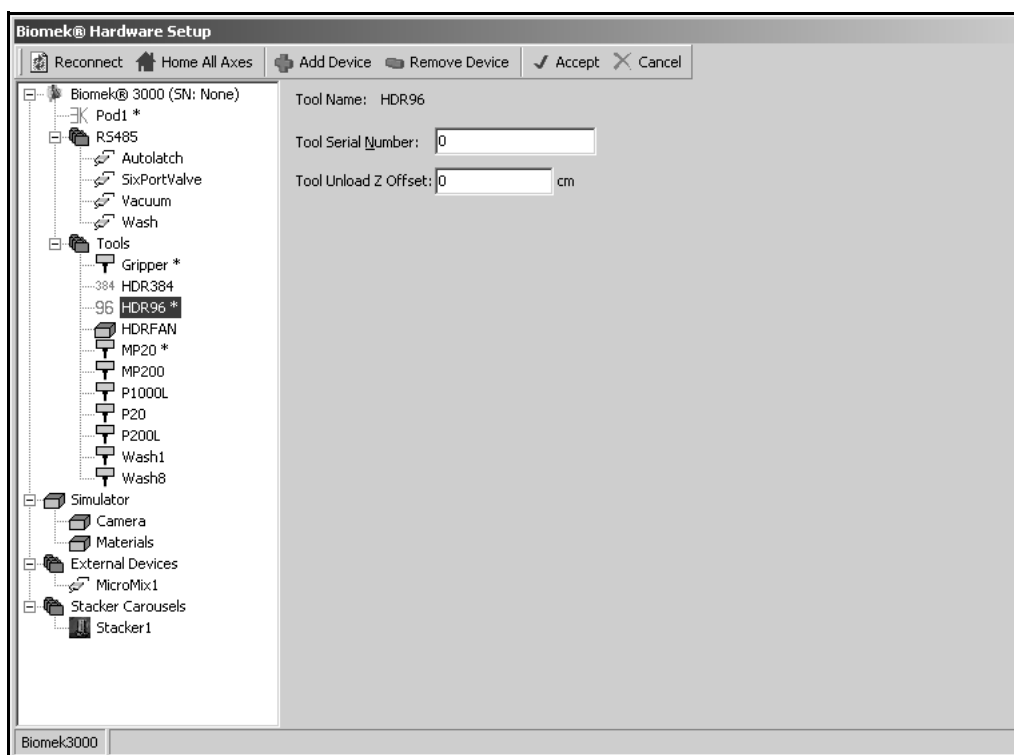 Biomek® Hardware Setup
Reconnect Home All Axes Add Device Remove Device Accept Cancel
Biomek® 3000 (SN: None)
Pod1 *
RS485
Autolatch
SixPortValve
Vacuum
Wash
Tools
Gripper *
384 HDR384
96 HDR96 *
HDRFAN
MP20 *
MP200
P1000L
P20
P200L
Wash1
Wash8
Simulator
Camera
Materials
External Devices
MicroMix1
Stacker Carousels
Stacker1
Tool Name: HDR96
Tool Serial Number: 0
Tool Unload Z Offset: 0 cm
Biomek3000